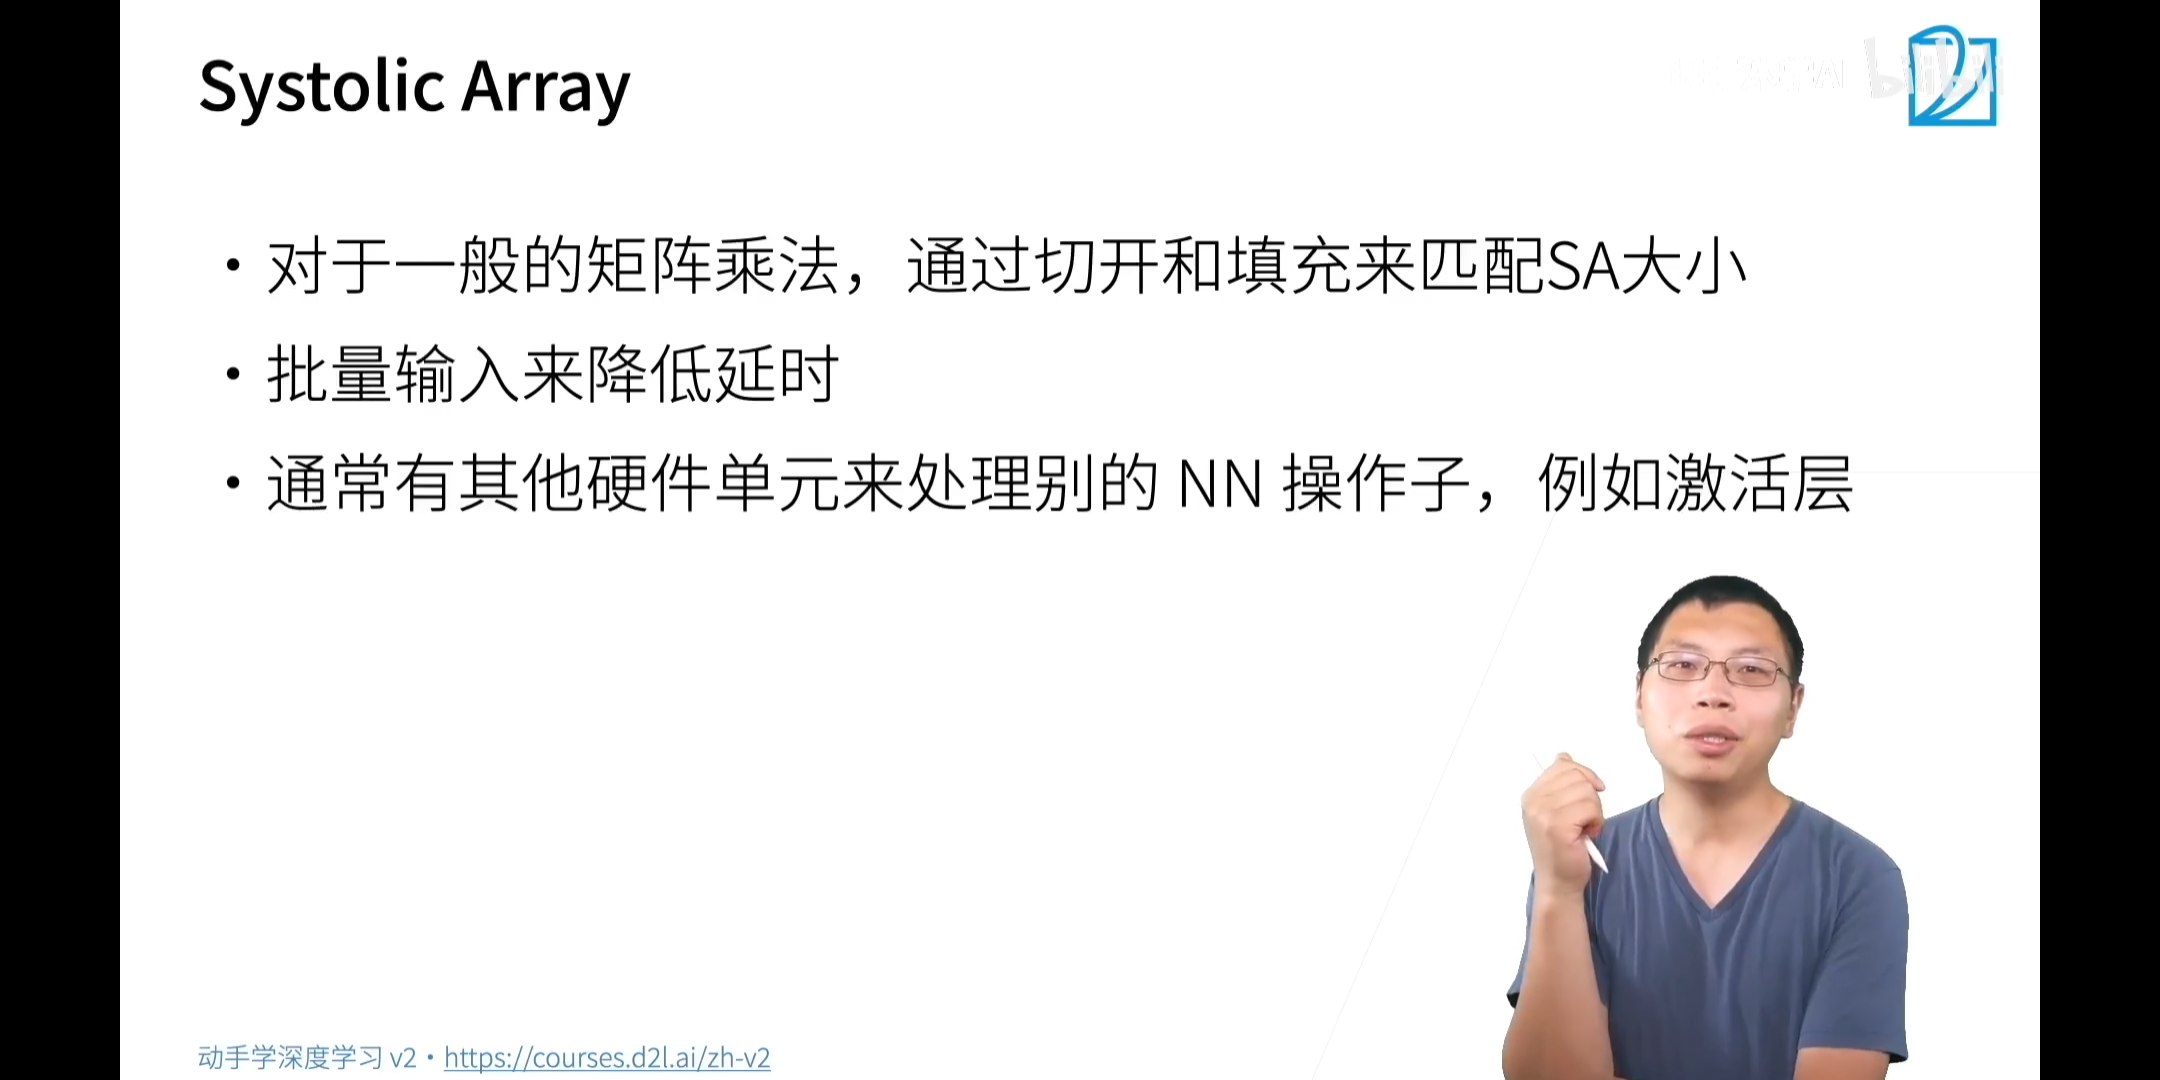 Systolic Array
• 对于一般的矩阵乘法，通过切开和填充来匹配SA大小
• 批量输入来降低延时
• 通常有其他硬件单元来处理别的 NN 操作子，例如激活层
动手学深度学习 v2 • https://courses.d2l.ai/zh-v2